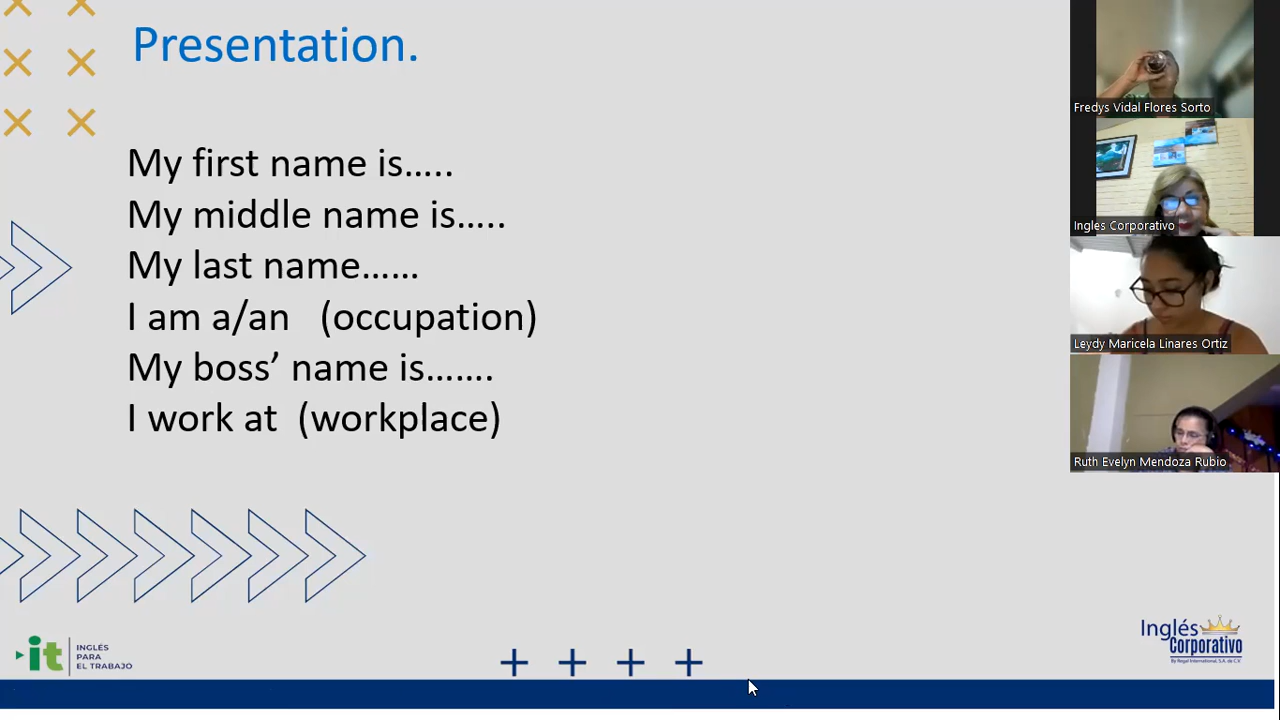 Presentation.
My first name is.....
My middle name is.....
My last name......
I am a/an (occupation)
My boss’ name is.......
I work at (workplace)
Fredys Vidal Flores Sorto
Ingles Corporativo
Leydy Maricela Linares Ortiz
Ruth Evelyn Mendoza Rubio
it
INGLÉS
PARA
EL TRABAJO
Inglés
Corporativo
By Regal International, S.A. de C.V.